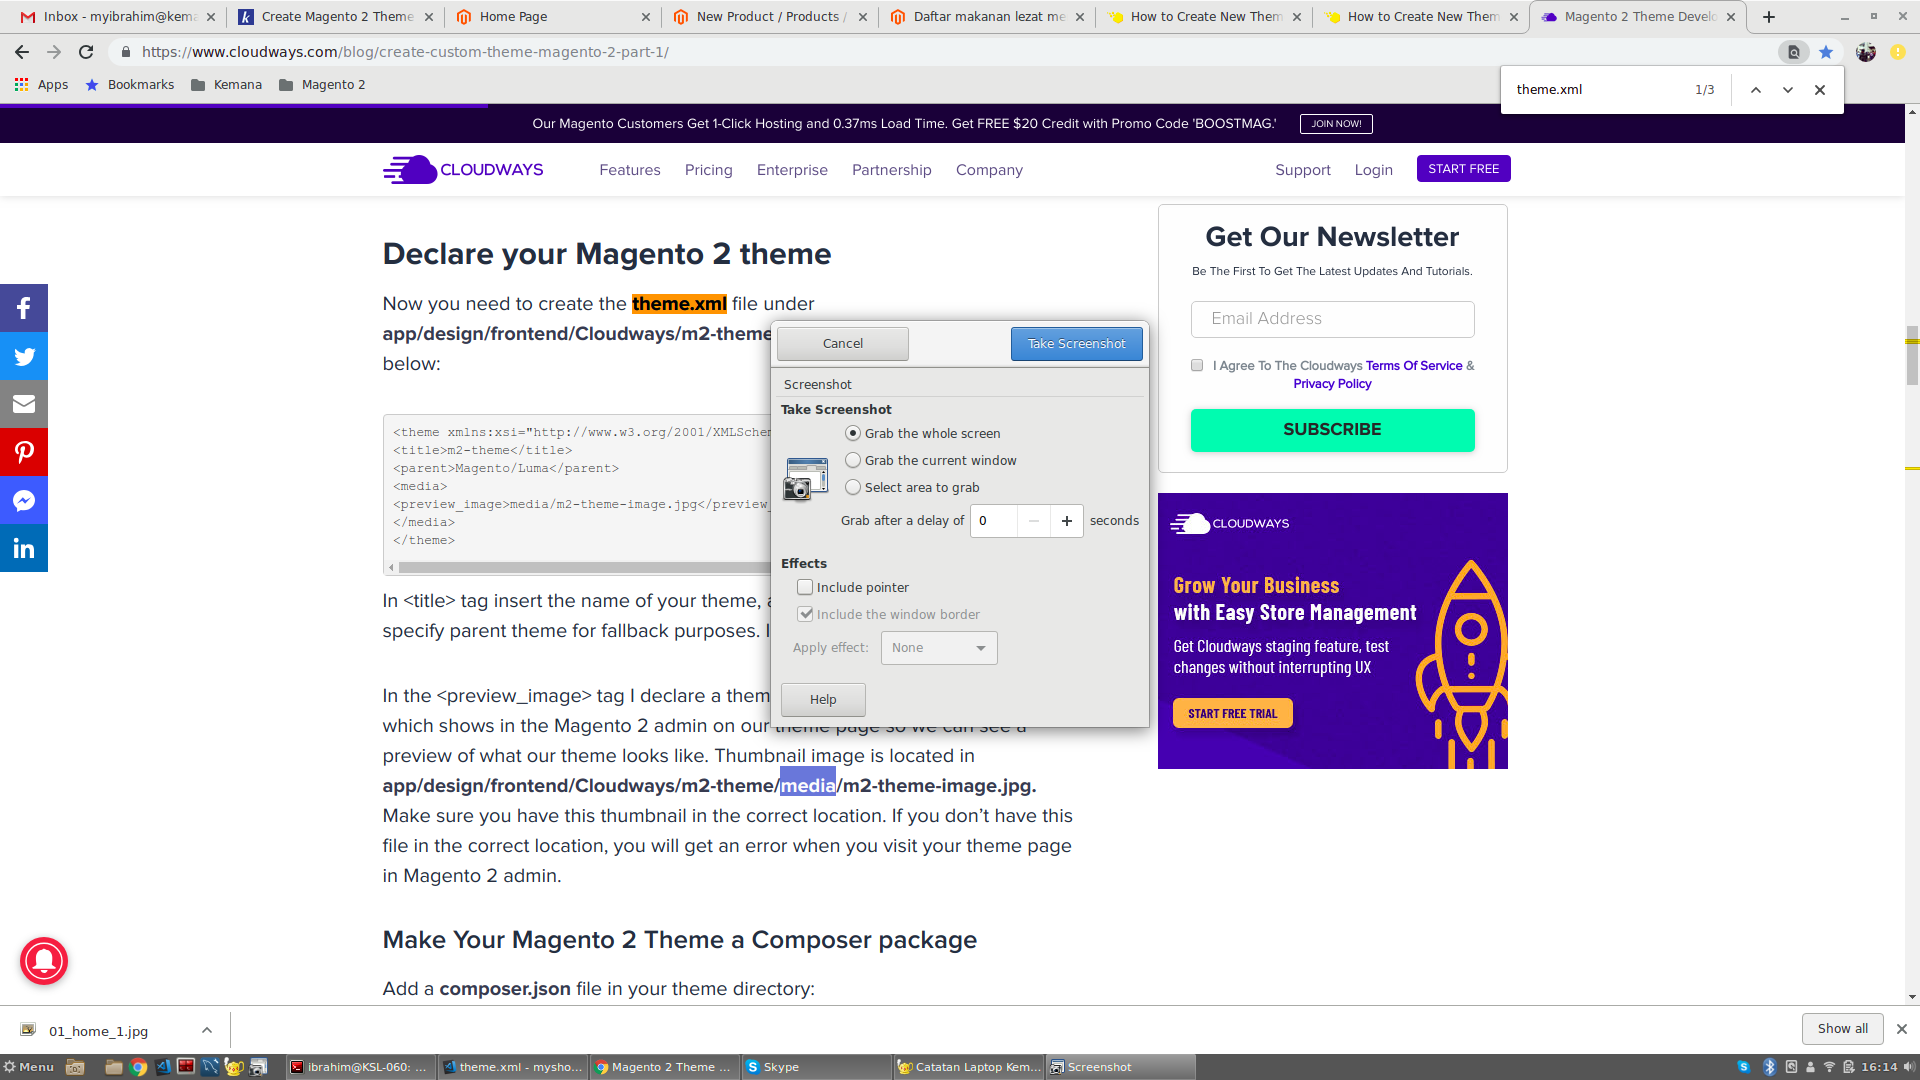 Inbox - myibrahim@kema
Create Magento 2 Theme
Home Page
New Product / Products /
Daftar makanan lezat me
How to Create New Them
How to Create New Them
Magento 2 Theme Develo
https://www.cloudways.com/blog/create-custom-theme-magento-2-part-1/
Apps
Bookmarks
Kemana
Magento 2
theme.xml
1/3
Our Magento Customers Get 1-Click Hosting and 0.37ms Load Time. Get FREE $20 Credit with Promo Code 'BOOSTMAG.'
JOIN NOW!
CLOUDWAYS
Features
Pricing
Enterprise
Partnership
Company
Support
Login
START FREE
Declare your Magento 2 theme
Now you need to create the theme.xml file under
app/design/frontend/Cloudways/m2-theme
below:
<theme xmlns:xsi="http://www.w3.org/2001/XMLSchem
<title>m2-theme</title>
<parent>Magento/Luma</parent>
<media>
<preview_image>media/m2-theme-image.jpg</preview_
</media>
</theme>
In <title> tag insert the name of your theme, a
specify parent theme for fallback purposes. I
In the <preview_image> tag I declare a them
which shows in the Magento 2 admin on our theme page so we can see a
preview of what our theme looks like. Thumbnail image is located in
app/design/frontend/Cloudways/m2-theme/media/m2-theme-image.jpg.
Make sure you have this thumbnail in the correct location. If you don’t have this
file in the correct location, you will get an error when you visit your theme page
in Magento 2 admin.
Make Your Magento 2 Theme a Composer package
Add a composer.json file in your theme directory:
Cancel
Take Screenshot
Screenshot
Take Screenshot
Grab the whole screen
Grab the current window
Select area to grab
Grab after a delay of 0 seconds
Effects
Include pointer
Include the window border
Apply effect: None
Help
Get Our Newsletter
Be The First To Get The Latest Updates And Tutorials.
Email Address
I Agree To The Cloudways Terms Of Service &
Privacy Policy
SUBSCRIBE
CLOUDWAYS
Grow Your Business
with Easy Store Management
Get Cloudways staging feature, test
changes without interrupting UX
START FREE TRIAL
01_home_1.jpg
Show all
Menu
ibrahim@KSL-060: ...
theme.xml - mysho...
Magento 2 Theme ...
Skype
Catatan Laptop Kem...
Screenshot
16:14